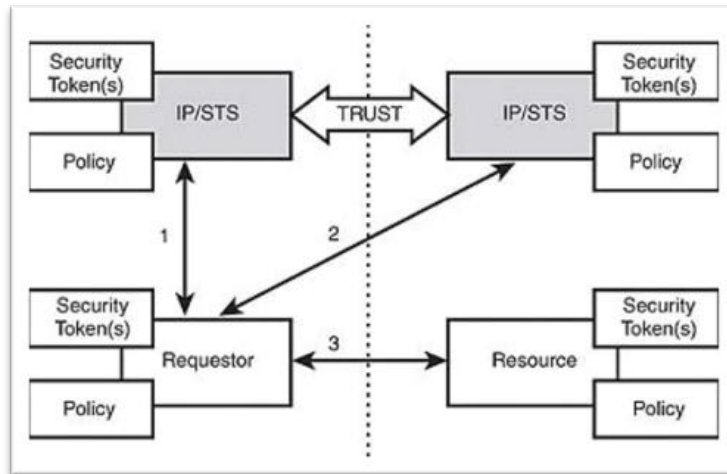 Security
Token(s)
IP/STS
Policy
TRUST
Security
Token(s)
IP/STS
Policy
1
2
Security
Token(s)
Requestor
Policy
3
Security
Token(s)
Resource
Policy